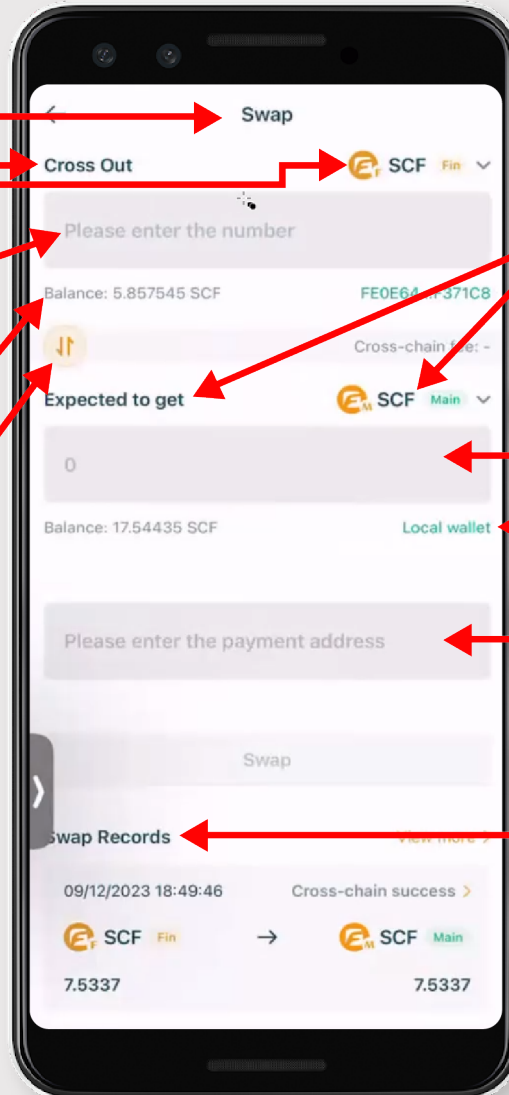 Swap
Cross Out SCF Fin
Please enter the number
Balance: 5.857545 SCF FE0E64...F371C8
Cross-chain fee: -
Expected to get SCF Main
0
Balance: 17.54435 SCF Local wallet
Please enter the payment address
Swap
Swap Records View more >
09/12/2023 18:49:46 Cross-chain success >
SCF Fin → SCF Main
7.5337 7.5337